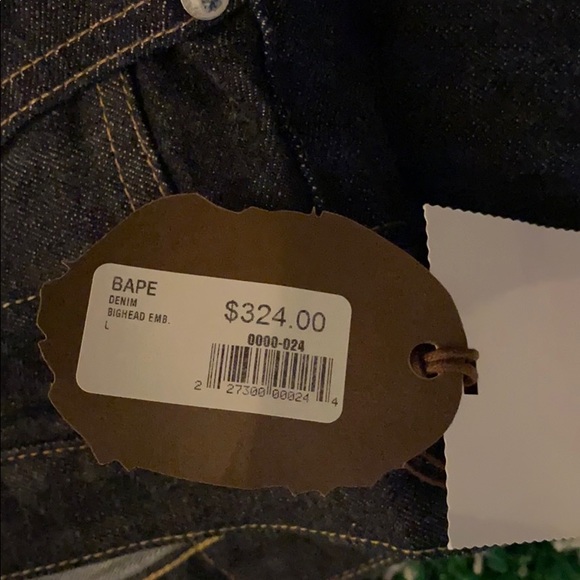 BAPE
DENIM
BIGHEAD EMB.
L
$324.00
0000-024
2 27300 00024 4